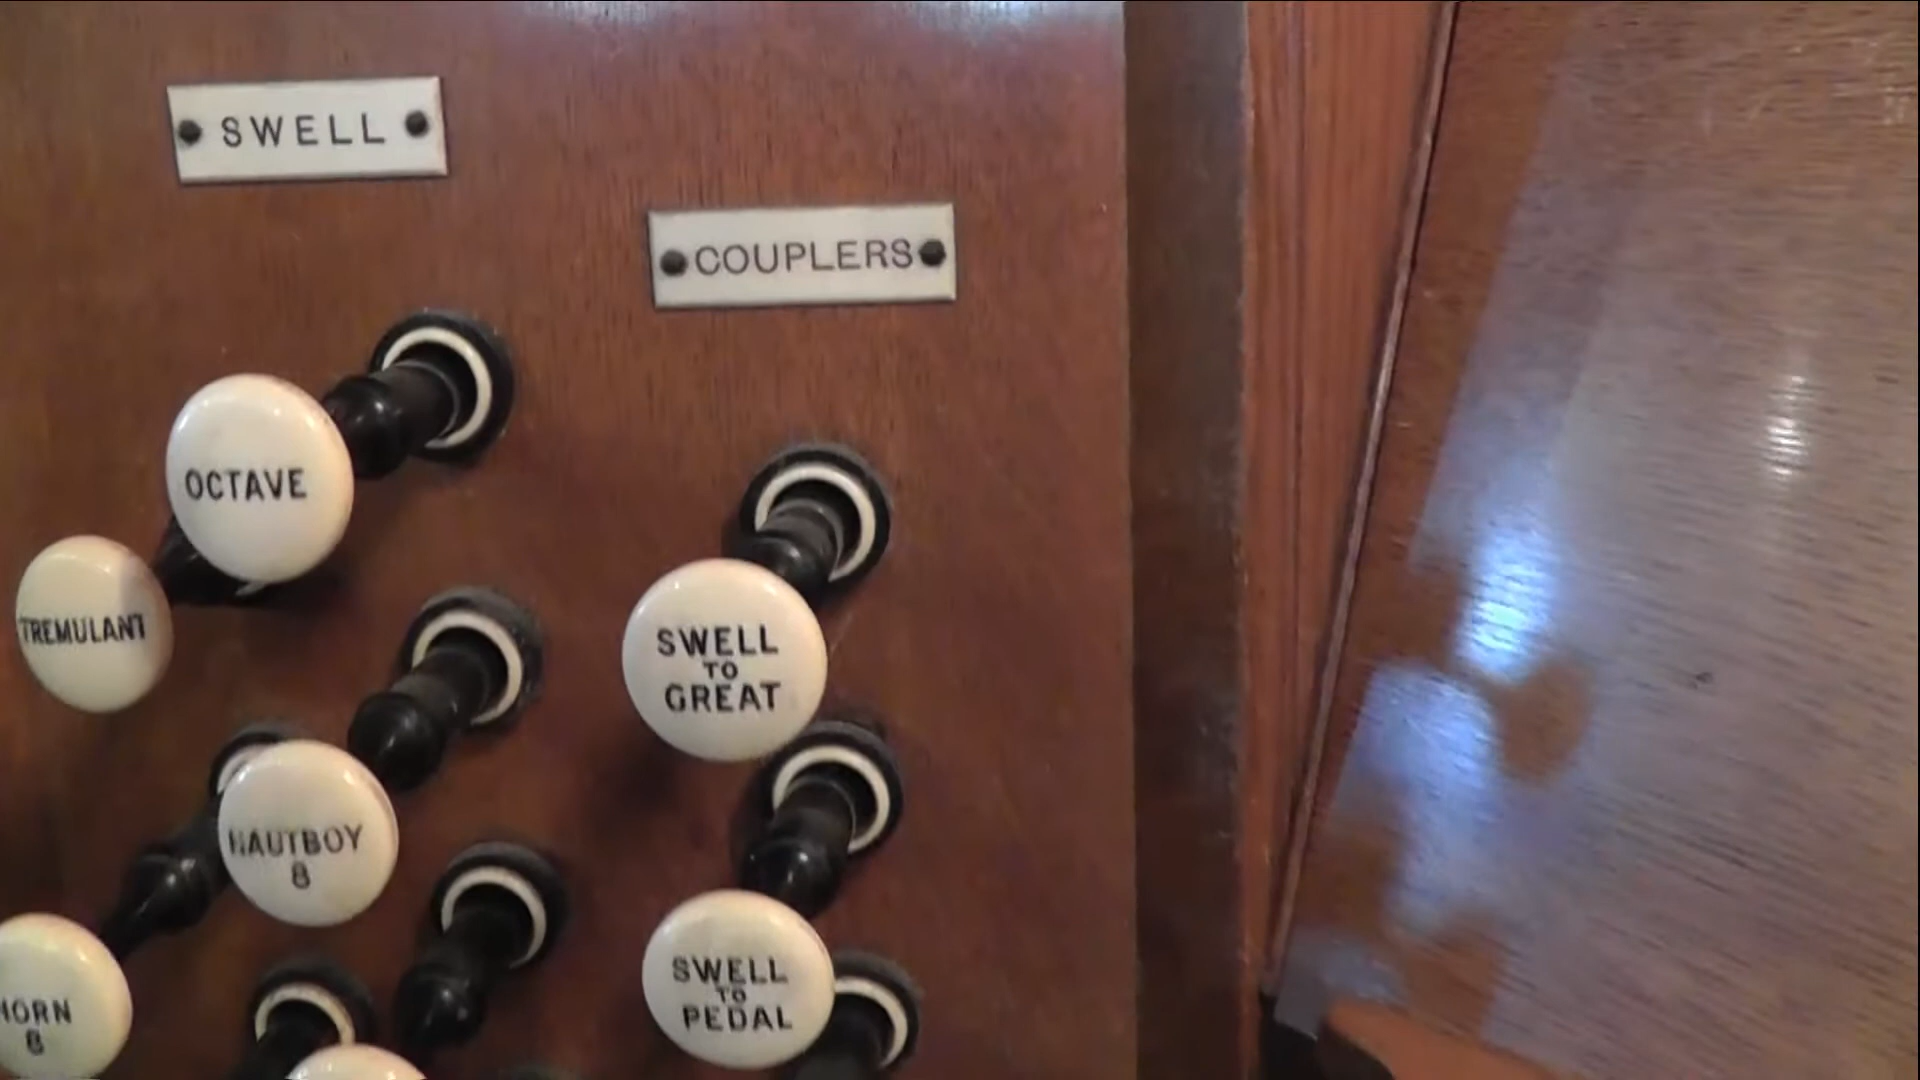 SWELL
COUPLERS
OCTAVE
TREMULANT
SWELL
TO
GREAT
HAUTBOY
8
SWELL
TO
PEDAL
HORN
8